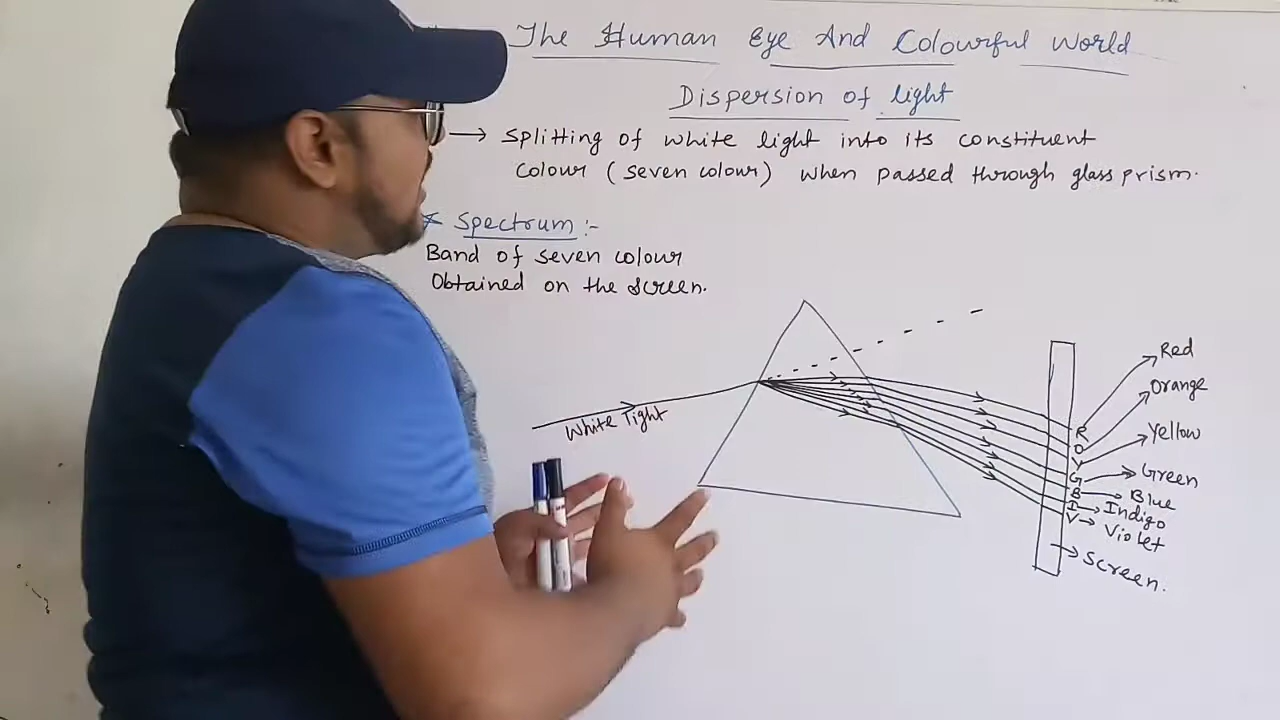 The Human Eye And Colourful World
Dispersion of light
→ Splitting of white light into its constituent
colour (seven colour) when passed through glass prism.
* Spectrum :-
Band of seven colour
Obtained on the screen.
White light
R → Red
O → Orange
Y → Yellow
G → Green
B → Blue
I → Indigo
V → Violet
→ Screen.